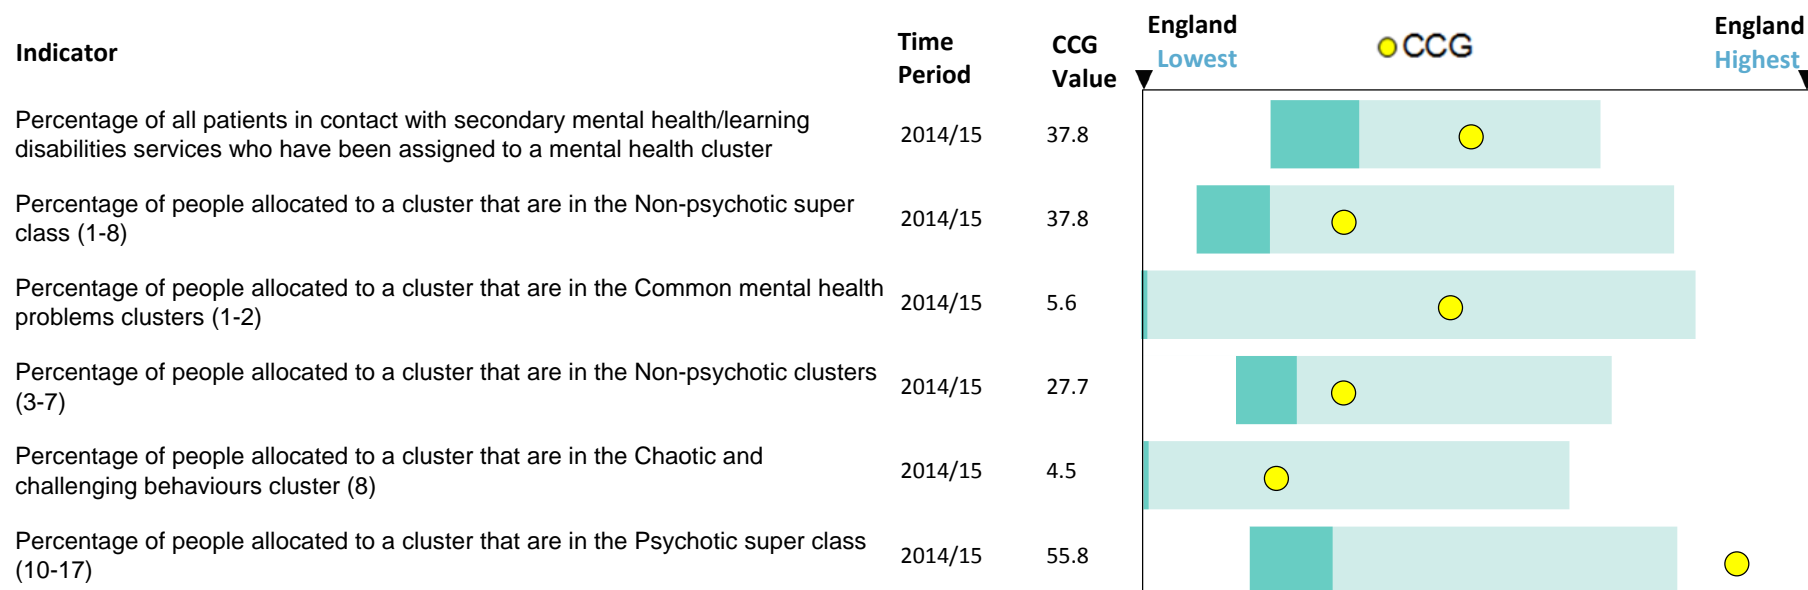 Indicator
Time
Period
CCG
Value
England
Lowest
CCG
England
Highest
Percentage of all patients in contact with secondary mental health/learning
disabilities services who have been assigned to a mental health cluster
2014/15
37.8
Percentage of people allocated to a cluster that are in the Non-psychotic super
class (1-8)
2014/15
37.8
Percentage of people allocated to a cluster that are in the Common mental health
problems clusters (1-2)
2014/15
5.6
Percentage of people allocated to a cluster that are in the Non-psychotic clusters
(3-7)
2014/15
27.7
Percentage of people allocated to a cluster that are in the Chaotic and
challenging behaviours cluster (8)
2014/15
4.5
Percentage of people allocated to a cluster that are in the Psychotic super class
(10-17)
2014/15
55.8